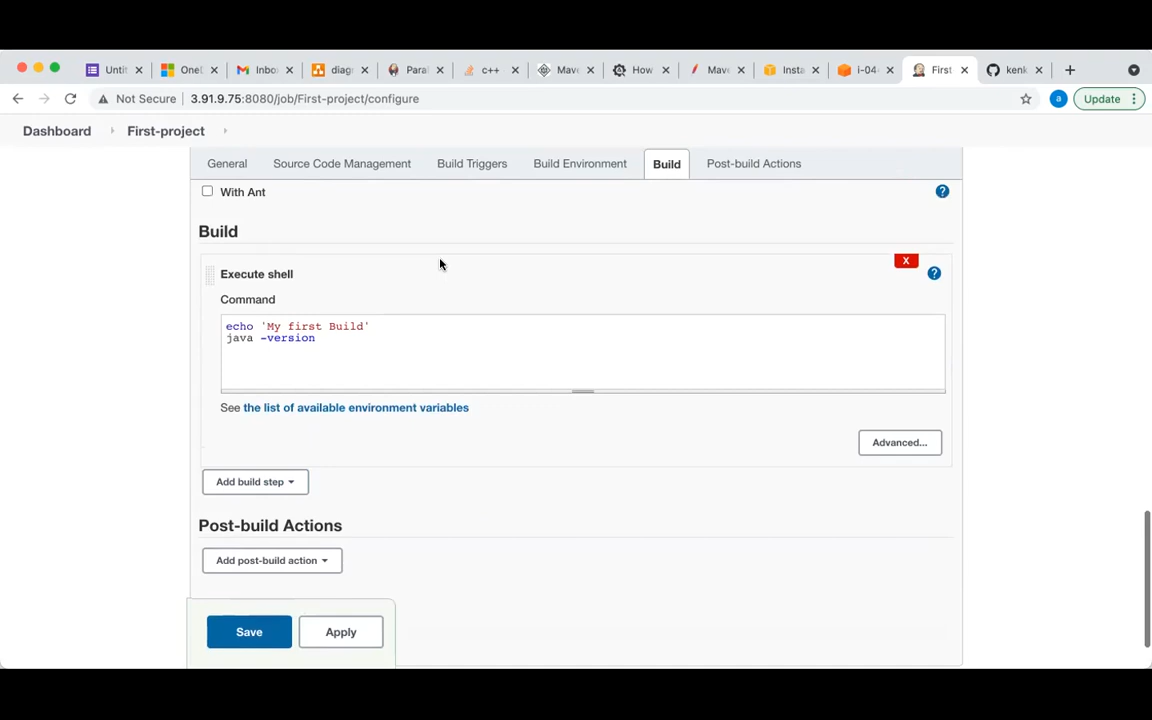 Untit
OneD
Inbo
diagr
Para
c++
Mave
How
Mave
Insta
i-04
First
kenk
Not Secure
3.91.9.75:8080/job/First-project/configure
a
Update
Dashboard
First-project
General
Source Code Management
Build Triggers
Build Environment
Build
Post-build Actions
With Ant
?
Build
X
Execute shell
?
Command
echo 'My first Build'
java -version
See the list of available environment variables
Advanced...
Add build step
Post-build Actions
Add post-build action
Save
Apply